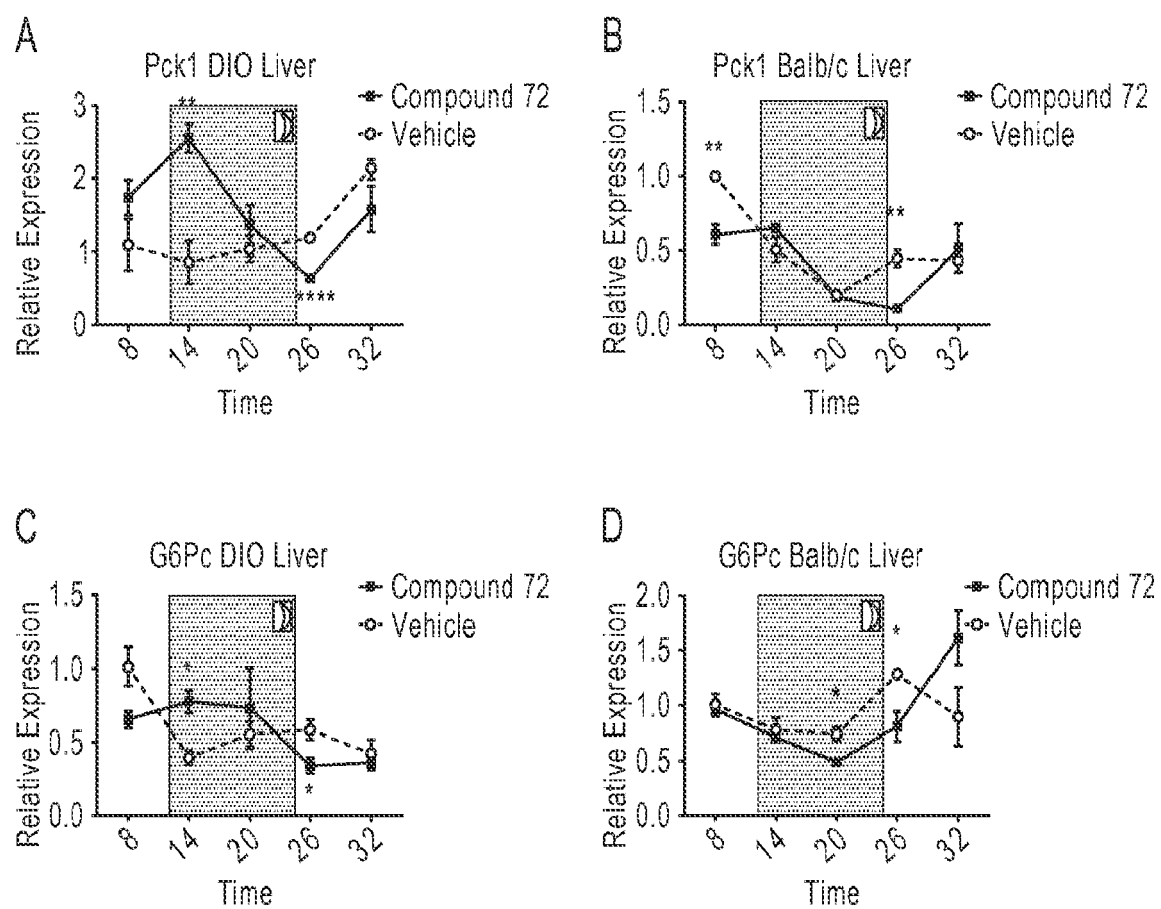 A
Pck1 DIO Liver
Compound 72
Vehicle
**
3
2
1
0
****
Relative Expression
8
14
20
26
32
Time
B
Pck1 Balb/c Liver
Compound 72
Vehicle
1.5
1.0
0.5
0.0
**
**
Relative Expression
8
14
20
26
32
Time
C
G6Pc DIO Liver
Compound 72
Vehicle
1.5
1.0
0.5
0.0
*
*
Relative Expression
8
14
20
26
32
Time
D
G6Pc Balb/c Liver
Compound 72
Vehicle
2.0
1.5
1.0
0.5
0.0
*
*
Relative Expression
8
14
20
26
32
Time